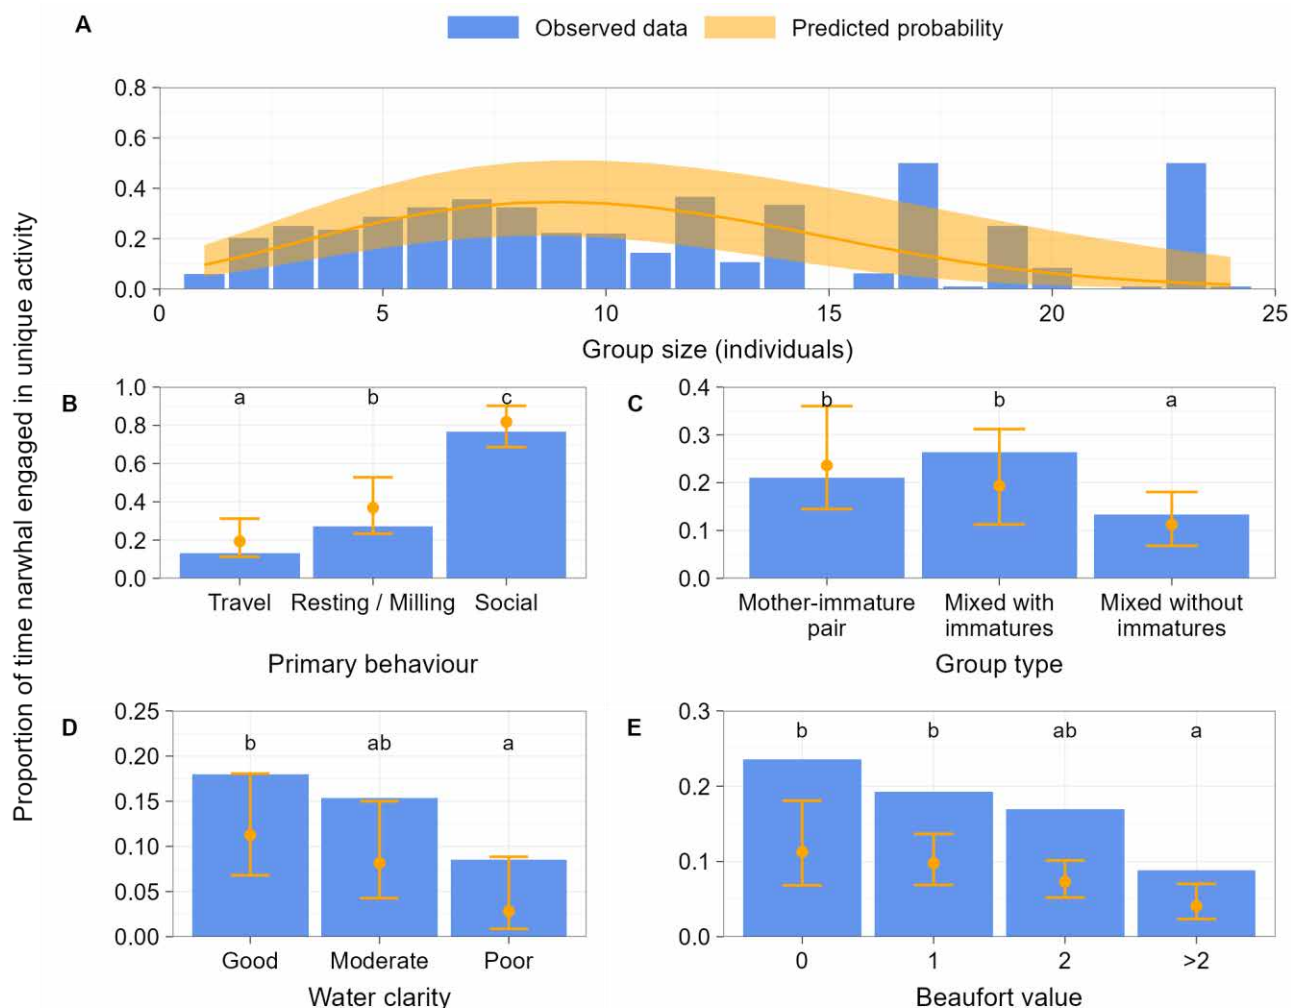 A
Observed data
Predicted probability
Proportion of time narwhal engaged in unique activity
0.8
0.6
0.4
0.2
0.0
0 5 10 15 20 25
Group size (individuals)
B
1.0
0.8
0.6
0.4
0.2
0.0
a b c
Travel Resting / Milling Social
Primary behaviour
C
0.4
0.3
0.2
0.1
0.0
b b a
Mother-immature pair
Mixed with immatures
Mixed without immatures
Group type
D
0.25
0.20
0.15
0.10
0.05
0.00
b ab a
Good Moderate Poor
Water clarity
E
0.3
0.2
0.1
0.0
b b ab a
0 1 2 >2
Beaufort value